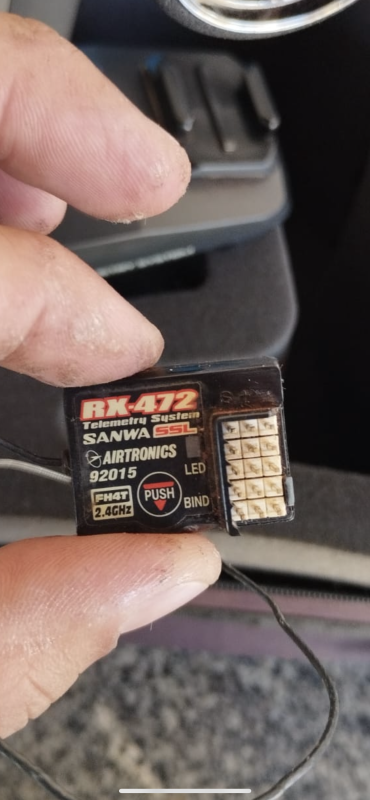 RX-472
Telemetry System
SANWA SSL
AIRTRONICS
92015
LED
FH4T
2.4GHz
PUSH
BIND